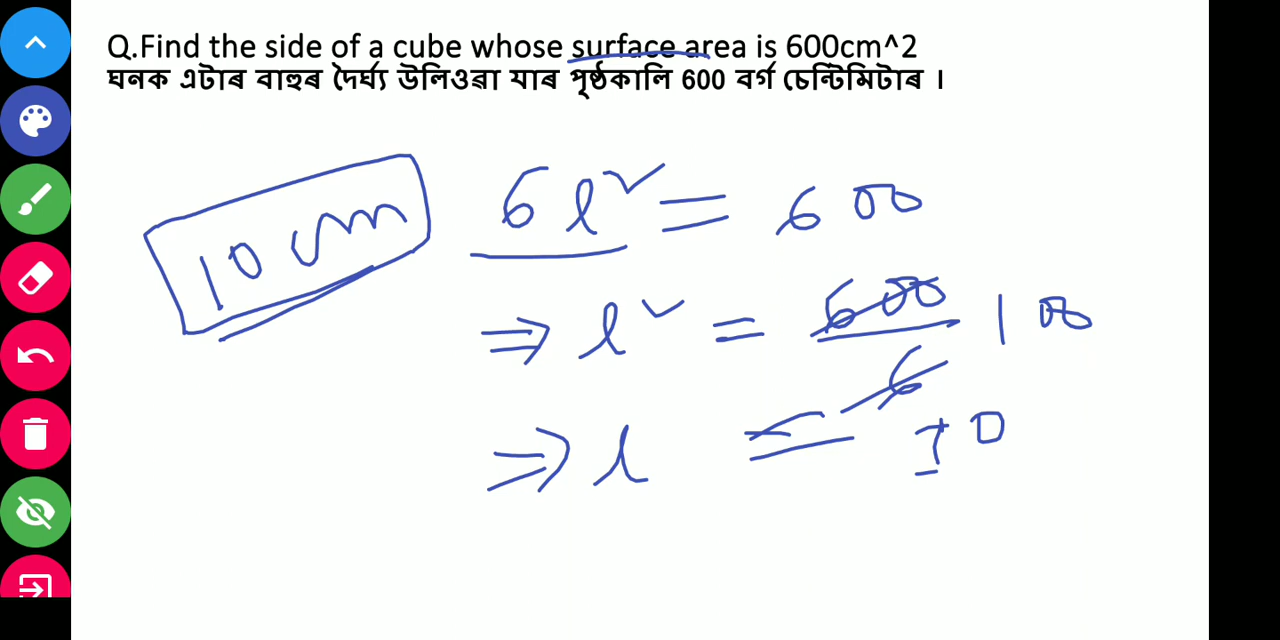 Q.Find the side of a cube whose surface area is 600cm^2
ঘনক এটাৰ বাহুৰ দৈৰ্ঘ্য উলিওৱা যাৰ পৃষ্ঠকালি 600 বৰ্গ চেন্টিমিটাৰ ।
10 cm
6l² = 600
⇒ l² = 600/6 100
⇒ l = 10